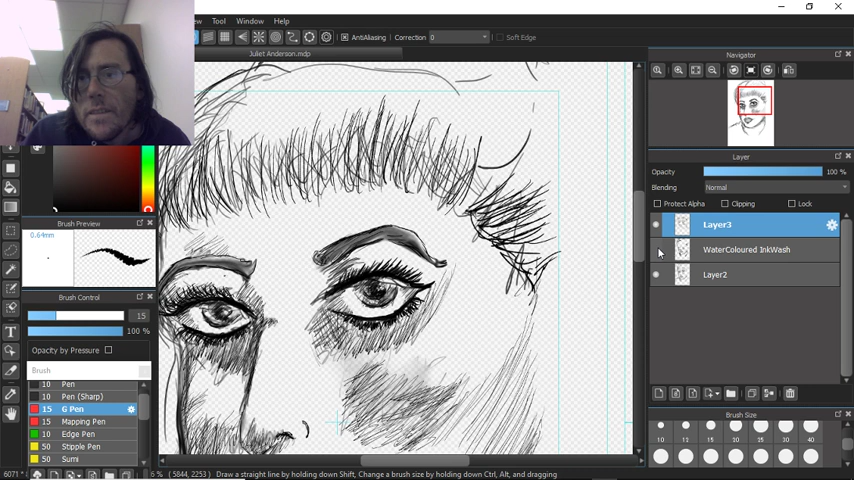 ew Tool Window Help
AntiAliasing Correction 0 Soft Edge
Juliet Anderson.mdp
Navigator
Layer
Opacity 100 %
Blending Normal
Protect Alpha Clipping Lock
Layer3
WaterColoured InkWash
Layer2
Brush Preview
0.64mm
Brush Control
15
100 %
Opacity by Pressure
Brush
10 Pen
10 Pen (Sharp)
15 G Pen
15 Mapping Pen
10 Edge Pen
50 Stipple Pen
50 Sumi
Brush Size
10 12 15 20 30 40
6071 * 6 % (5844, 2253) Draw a straight line by holding down Shift, Change a brush size by holding down Ctrl, Alt, and dragging